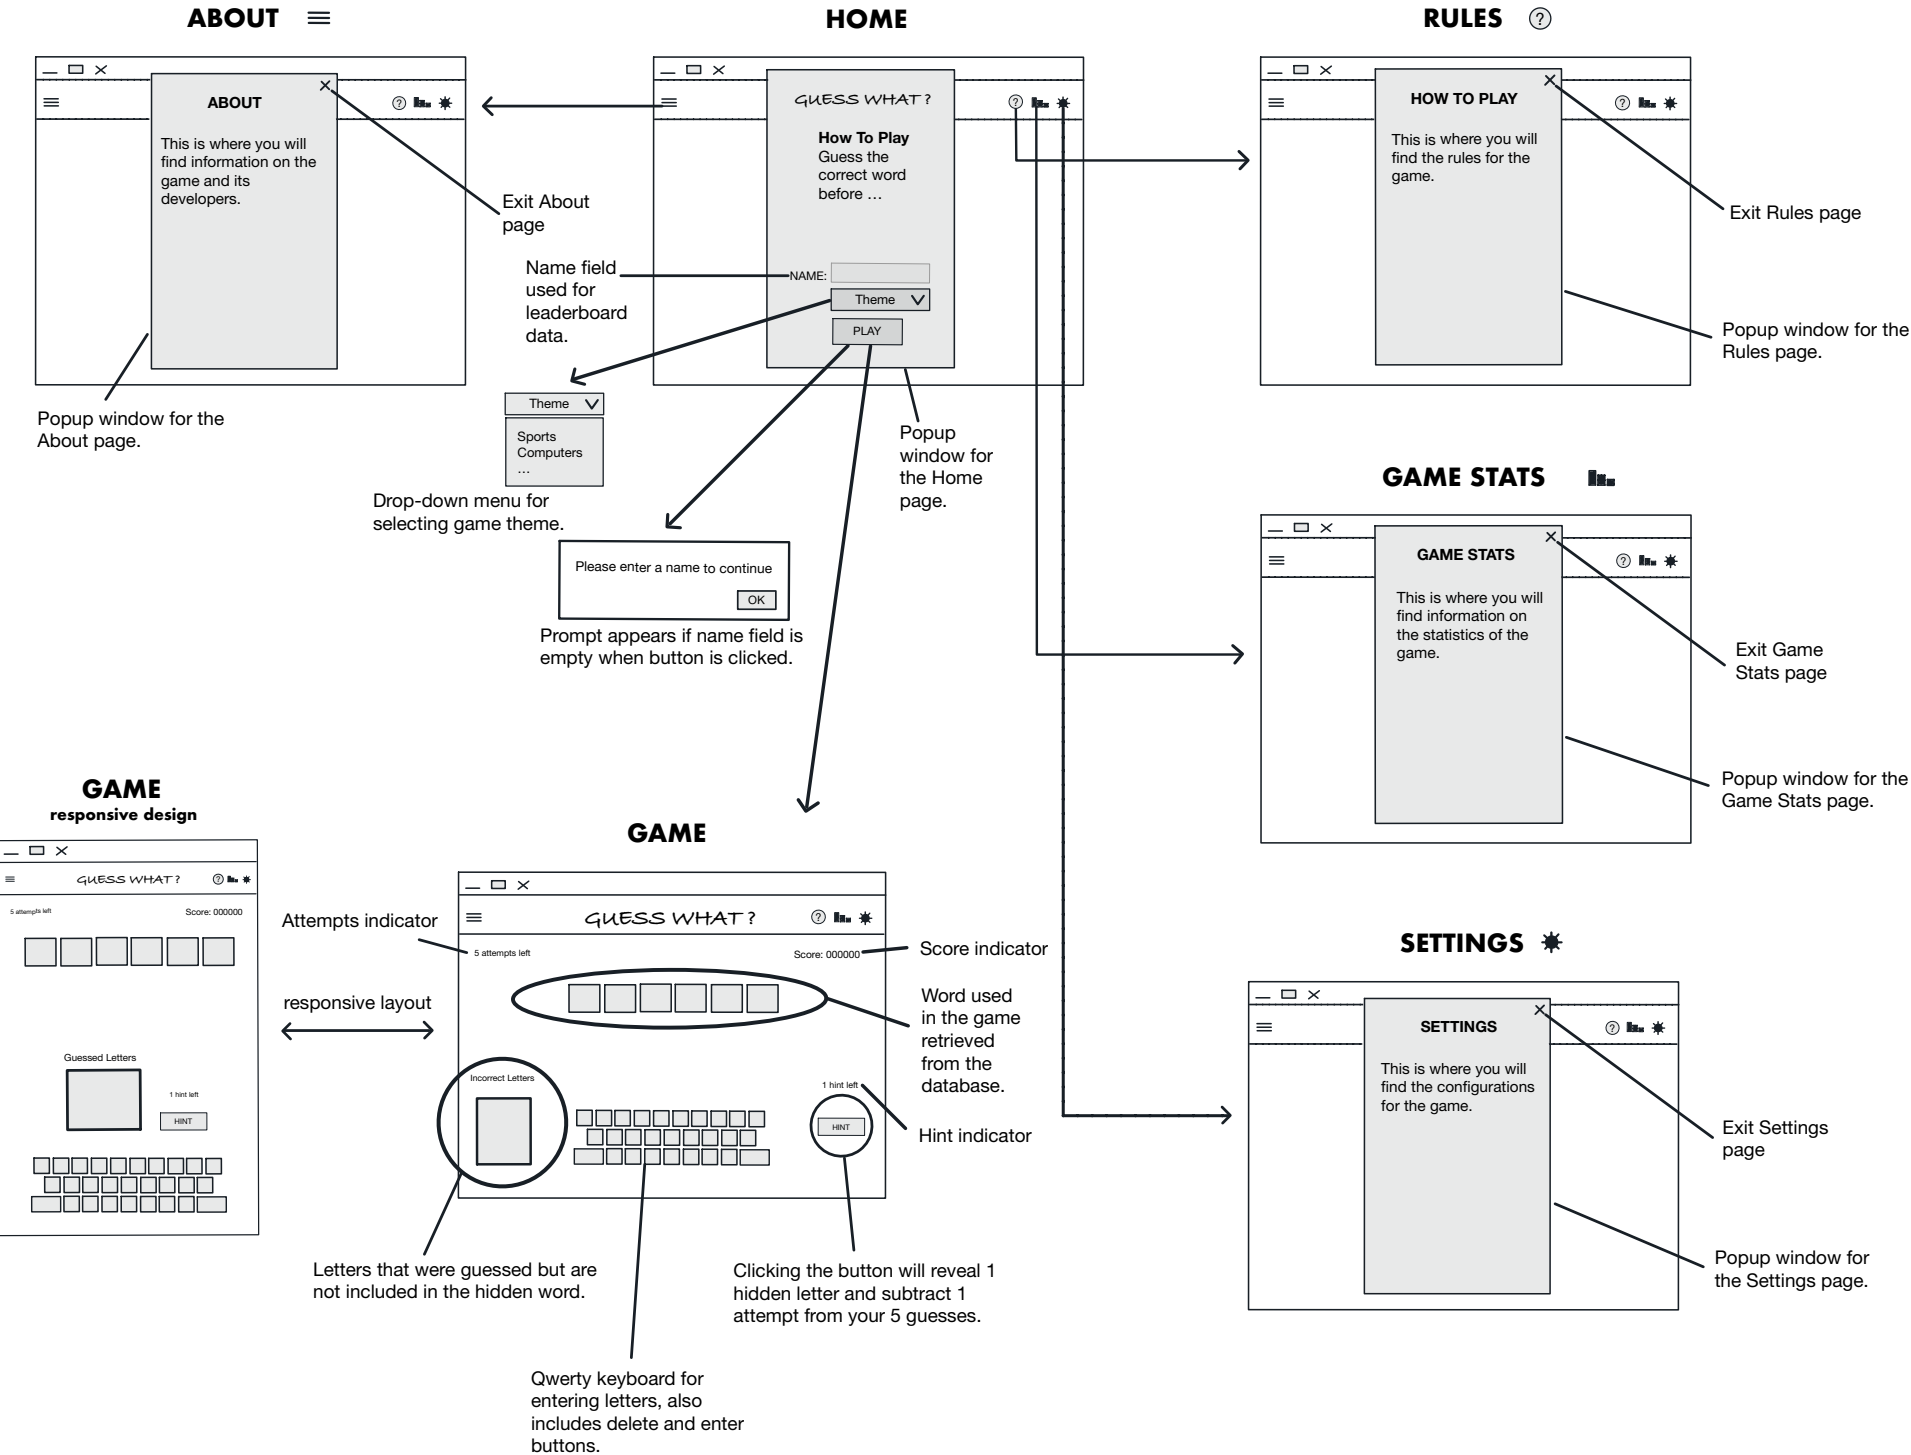 ABOUT
HOME
RULES ?
ABOUT
This is where you will
find information on the
game and its
developers.
?
Exit About
page
Popup window for the
About page.
GUESS WHAT?
?
How To Play
Guess the
correct word
before ...
NAME:
Theme
PLAY
Name field
used for
leaderboard
data.
Theme
Sports
Computers
...
Drop-down menu for
selecting game theme.
Popup
window for
the Home
page.
Please enter a name to continue
OK
Prompt appears if name field is
empty when button is clicked.
HOW TO PLAY
?
This is where you will
find the rules for the
game.
Exit Rules page
Popup window for the
Rules page.
GAME STATS
GAME STATS
?
This is where you will
find information on
the statistics of the
game.
Exit Game
Stats page
Popup window for the
Game Stats page.
GAME
responsive design
GUESS WHAT?
?
5 attempts left
Score: 000000
Guessed Letters
1 hint left
HINT
responsive layout
GAME
GUESS WHAT?
?
Attempts indicator
5 attempts left
Score: 000000
Score indicator
Word used
in the game
retrieved
from the
database.
Incorrect Letters
1 hint left
HINT
Hint indicator
Letters that were guessed but are
not included in the hidden word.
Clicking the button will reveal 1
hidden letter and subtract 1
attempt from your 5 guesses.
Qwerty keyboard for
entering letters, also
includes delete and enter
buttons.
SETTINGS
SETTINGS
?
This is where you will
find the configurations
for the game.
Exit Settings
page
Popup window for
the Settings page.